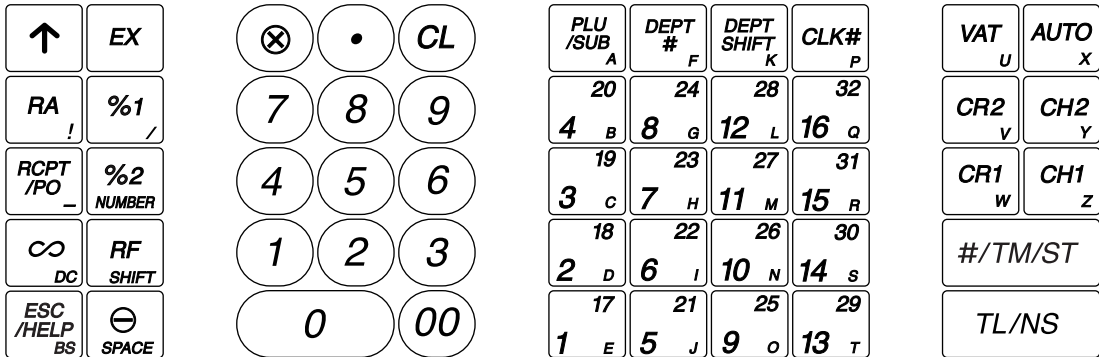 ↑ EX ⊗ • CL PLU /SUB A DEPT # F DEPT SHIFT K CLK# P VAT U AUTO X
RA ! %1 / 7 8 9 20 4 B 24 8 G 28 12 L 32 16 Q CR2 V CH2 Y
RCPT /PO _ %2 NUMBER 4 5 6 19 3 C 23 7 H 27 11 M 31 15 R CR1 W CH1 Z
∞ DC RF SHIFT 1 2 3 18 2 D 22 6 I 26 10 N 30 14 S #/TM/ST
ESC /HELP BS ⊖ SPACE 0 00 17 1 E 21 5 J 25 9 O 29 13 T TL/NS